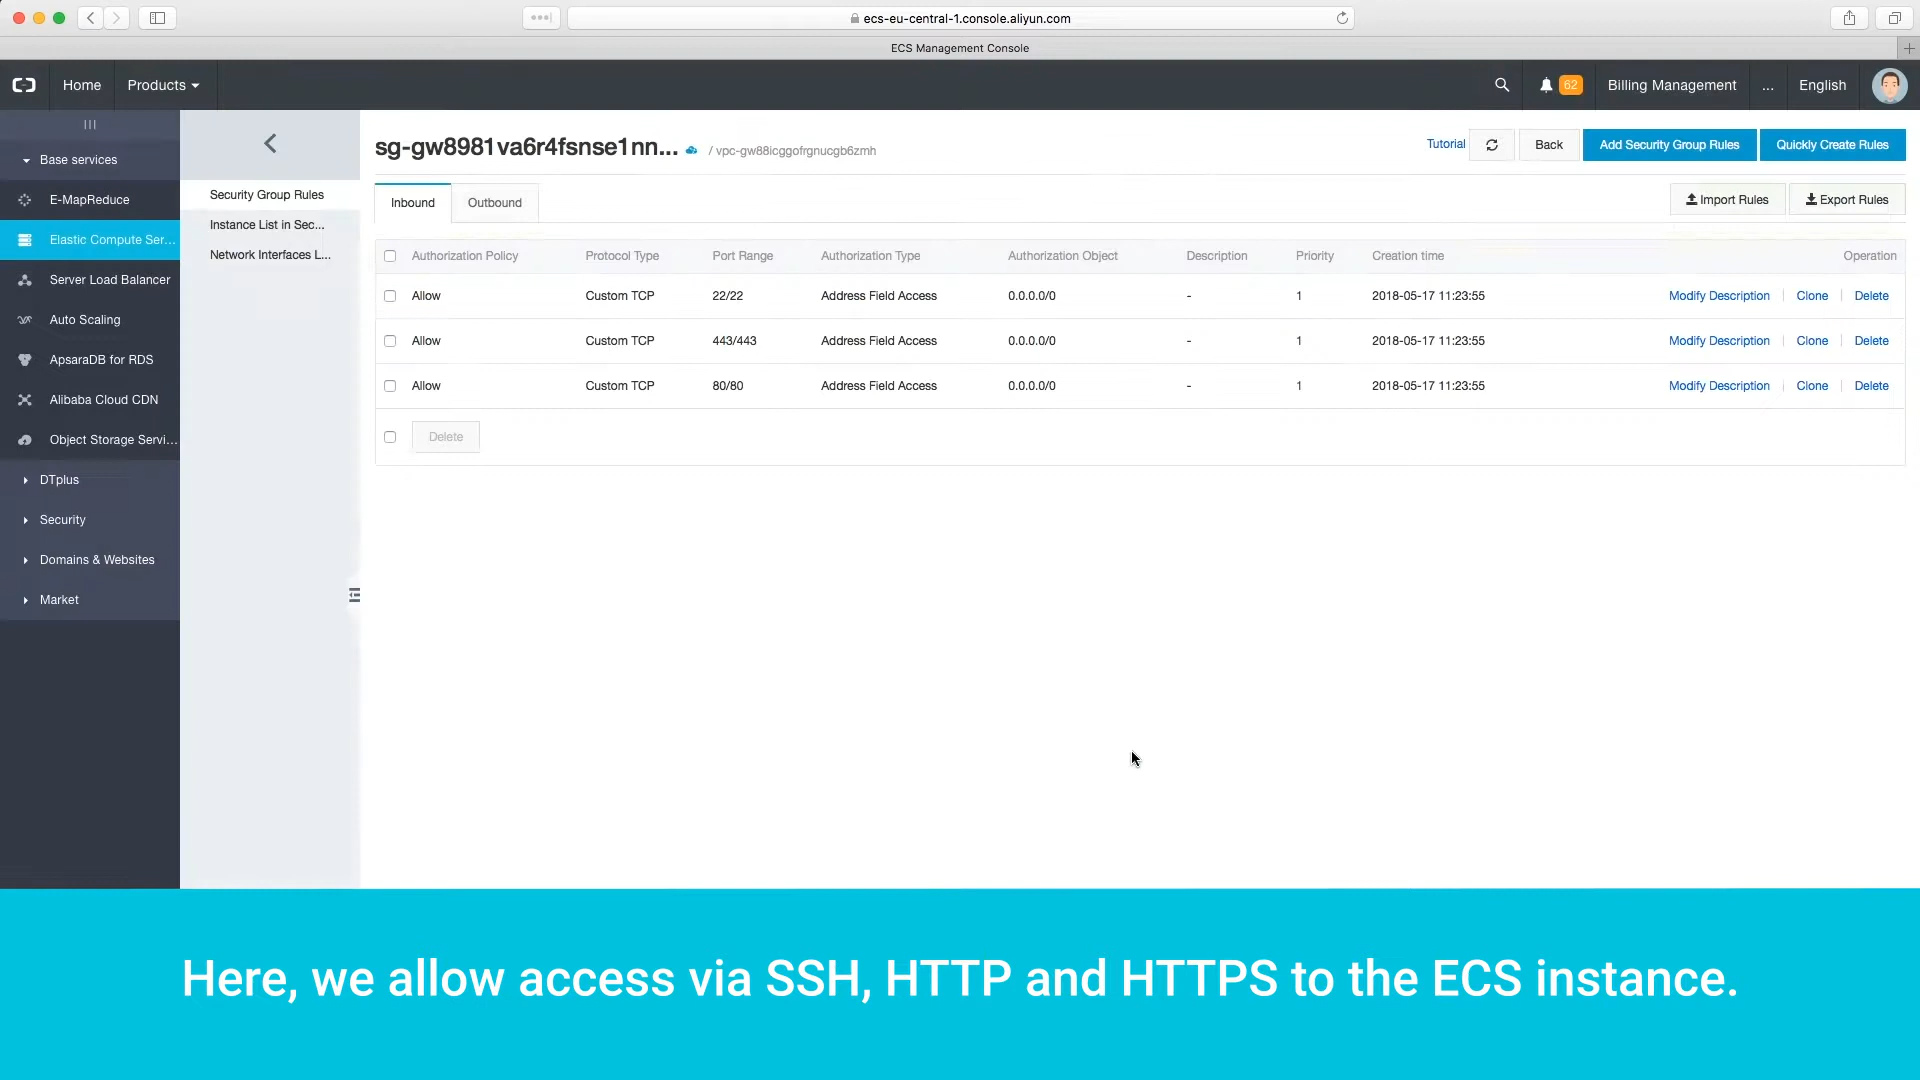 ecs-eu-central-1.console.aliyun.com
ECS Management Console
Home
Products
62
Billing Management
...
English
Base services
E-MapReduce
Elastic Compute Ser...
Server Load Balancer
Auto Scaling
ApsaraDB for RDS
Alibaba Cloud CDN
Object Storage Servi...
DTplus
Security
Domains & Websites
Market
Security Group Rules
Instance List in Sec...
Network Interfaces L...
sg-gw8981va6r4fsnse1nn... / vpc-gw88icggofrgnucgb6zmh
Tutorial
Back
Add Security Group Rules
Quickly Create Rules
Inbound
Outbound
Import Rules
Export Rules
Authorization Policy Protocol Type Port Range Authorization Type Authorization Object Description Priority Creation time Operation
Allow Custom TCP 22/22 Address Field Access 0.0.0.0/0 - 1 2018-05-17 11:23:55 Modify Description Clone Delete
Allow Custom TCP 443/443 Address Field Access 0.0.0.0/0 - 1 2018-05-17 11:23:55 Modify Description Clone Delete
Allow Custom TCP 80/80 Address Field Access 0.0.0.0/0 - 1 2018-05-17 11:23:55 Modify Description Clone Delete
Delete
Here, we allow access via SSH, HTTP and HTTPS to the ECS instance.